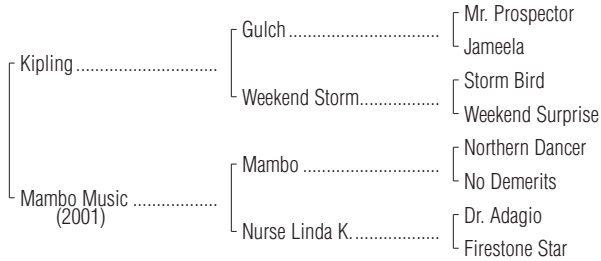 Mr. Prospector
Gulch
Jameela
Kipling
Storm Bird
Weekend Storm
Weekend Surprise
Northern Dancer
Mambo
No Demerits
Mambo Music
(2001)
Dr. Adagio
Nurse Linda K.
Firestone Star